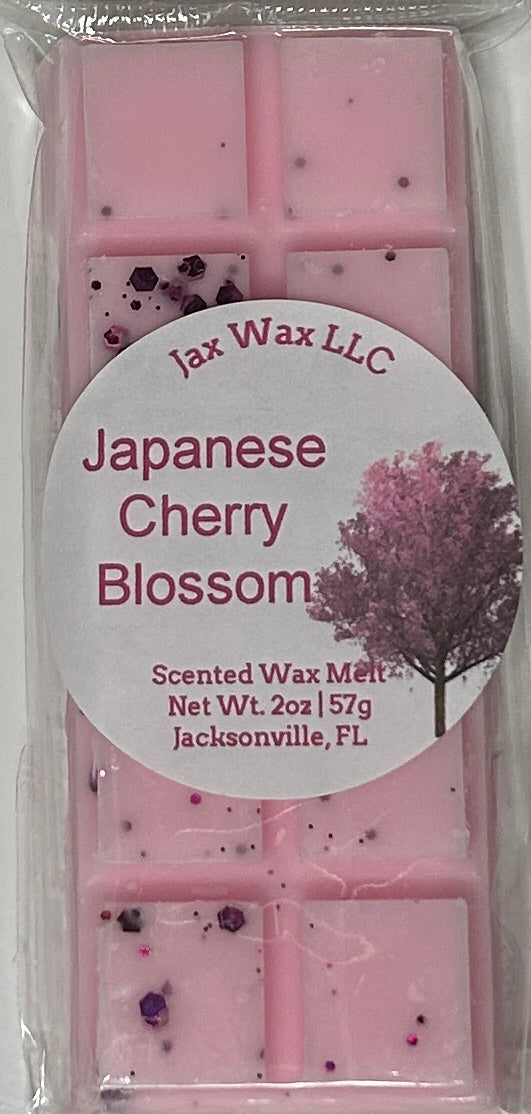 Jax Wax LLC
Japanese
Cherry
Blossom
Scented Wax Melt
Net Wt. 2oz | 57g
Jacksonville, FL